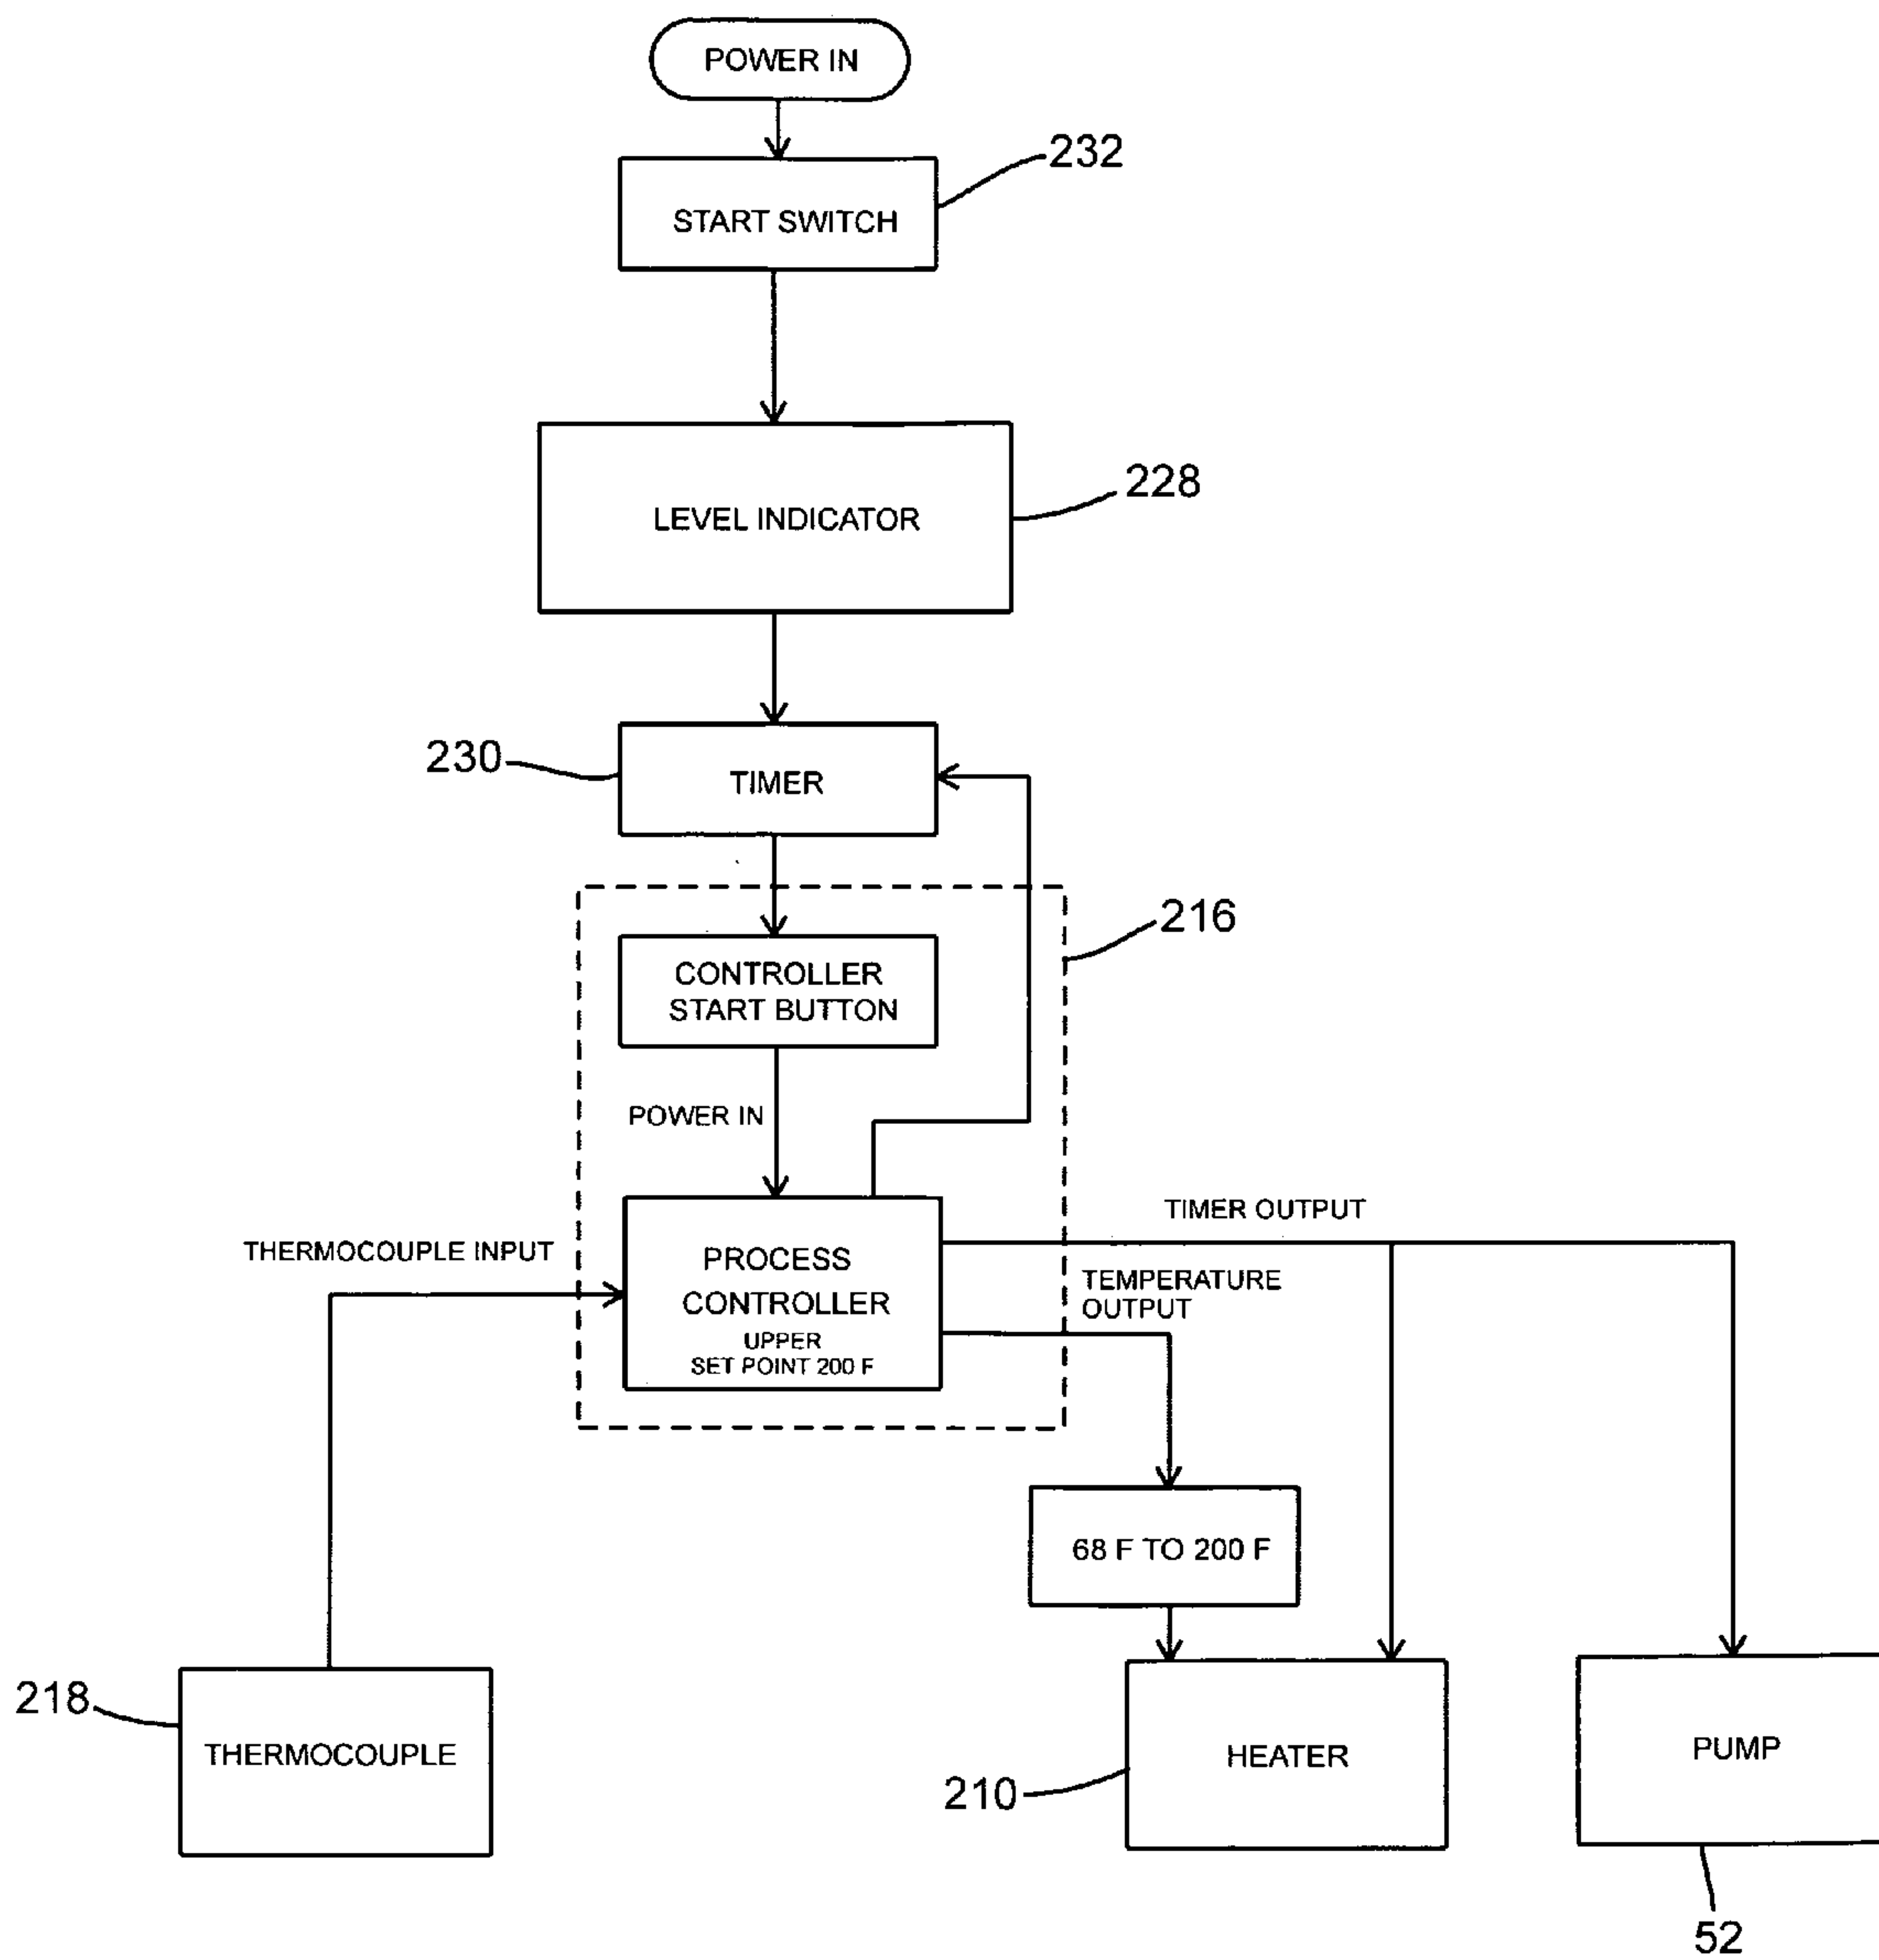 POWER IN
232
START SWITCH
228
LEVEL INDICATOR
230
TIMER
216
CONTROLLER
START BUTTON
POWER IN
TIMER OUTPUT
THERMOCOUPLE INPUT
PROCESS
CONTROLLER
UPPER
SET POINT 200 F
TEMPERATURE
OUTPUT
68 F TO 200 F
218
THERMOCOUPLE
210
HEATER
PUMP
52